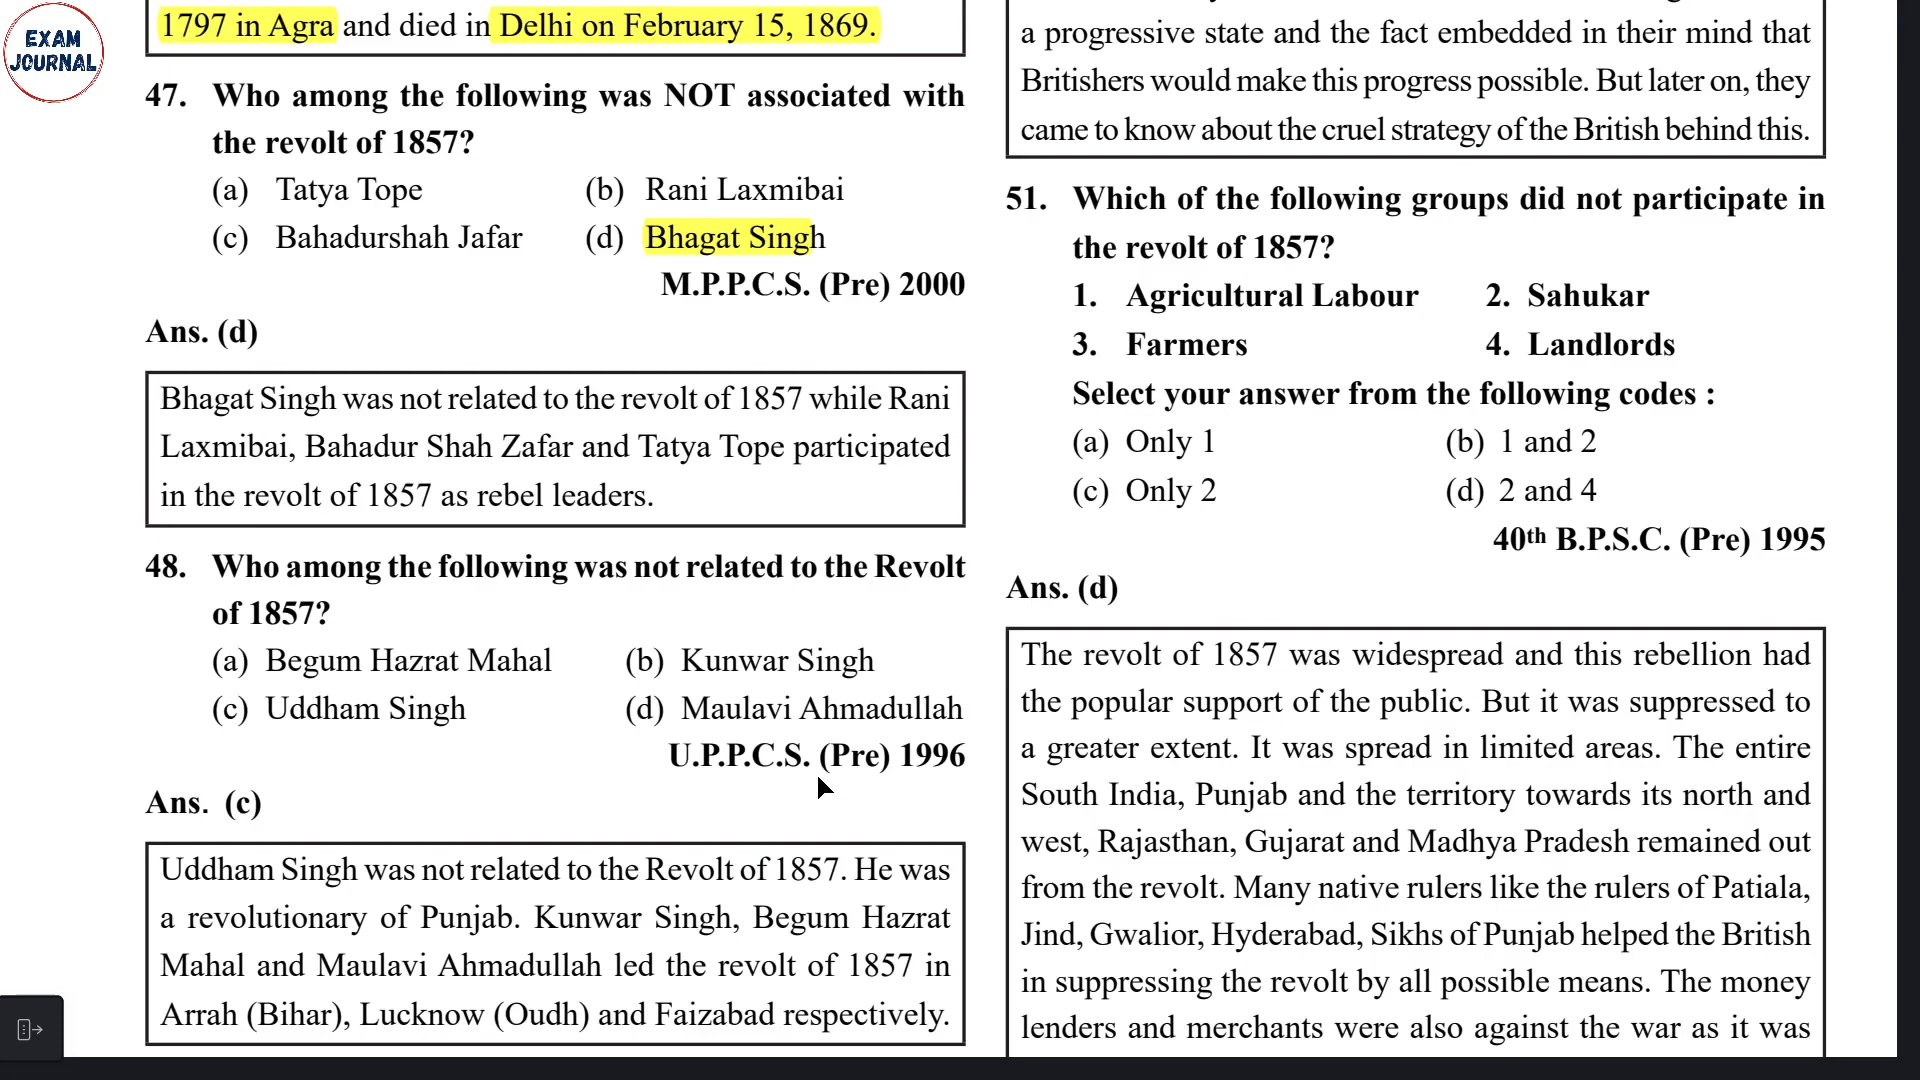 EXAM
JOURNAL
1797 in Agra and died in Delhi on February 15, 1869.
47. Who among the following was NOT associated with
the revolt of 1857?
(a) Tatya Tope (b) Rani Laxmibai
(c) Bahadurshah Jafar (d) Bhagat Singh
M.P.P.C.S. (Pre) 2000
Ans. (d)
Bhagat Singh was not related to the revolt of 1857 while Rani
Laxmibai, Bahadur Shah Zafar and Tatya Tope participated
in the revolt of 1857 as rebel leaders.
48. Who among the following was not related to the Revolt
of 1857?
(a) Begum Hazrat Mahal (b) Kunwar Singh
(c) Uddham Singh (d) Maulavi Ahmadullah
U.P.P.C.S. (Pre) 1996
Ans. (c)
Uddham Singh was not related to the Revolt of 1857. He was
a revolutionary of Punjab. Kunwar Singh, Begum Hazrat
Mahal and Maulavi Ahmadullah led the revolt of 1857 in
Arrah (Bihar), Lucknow (Oudh) and Faizabad respectively.
a progressive state and the fact embedded in their mind that
Britishers would make this progress possible. But later on, they
came to know about the cruel strategy of the British behind this.
51. Which of the following groups did not participate in
the revolt of 1857?
1. Agricultural Labour 2. Sahukar
3. Farmers 4. Landlords
Select your answer from the following codes :
(a) Only 1 (b) 1 and 2
(c) Only 2 (d) 2 and 4
40th B.P.S.C. (Pre) 1995
Ans. (d)
The revolt of 1857 was widespread and this rebellion had
the popular support of the public. But it was suppressed to
a greater extent. It was spread in limited areas. The entire
South India, Punjab and the territory towards its north and
west, Rajasthan, Gujarat and Madhya Pradesh remained out
from the revolt. Many native rulers like the rulers of Patiala,
Jind, Gwalior, Hyderabad, Sikhs of Punjab helped the British
in suppressing the revolt by all possible means. The money
lenders and merchants were also against the war as it was